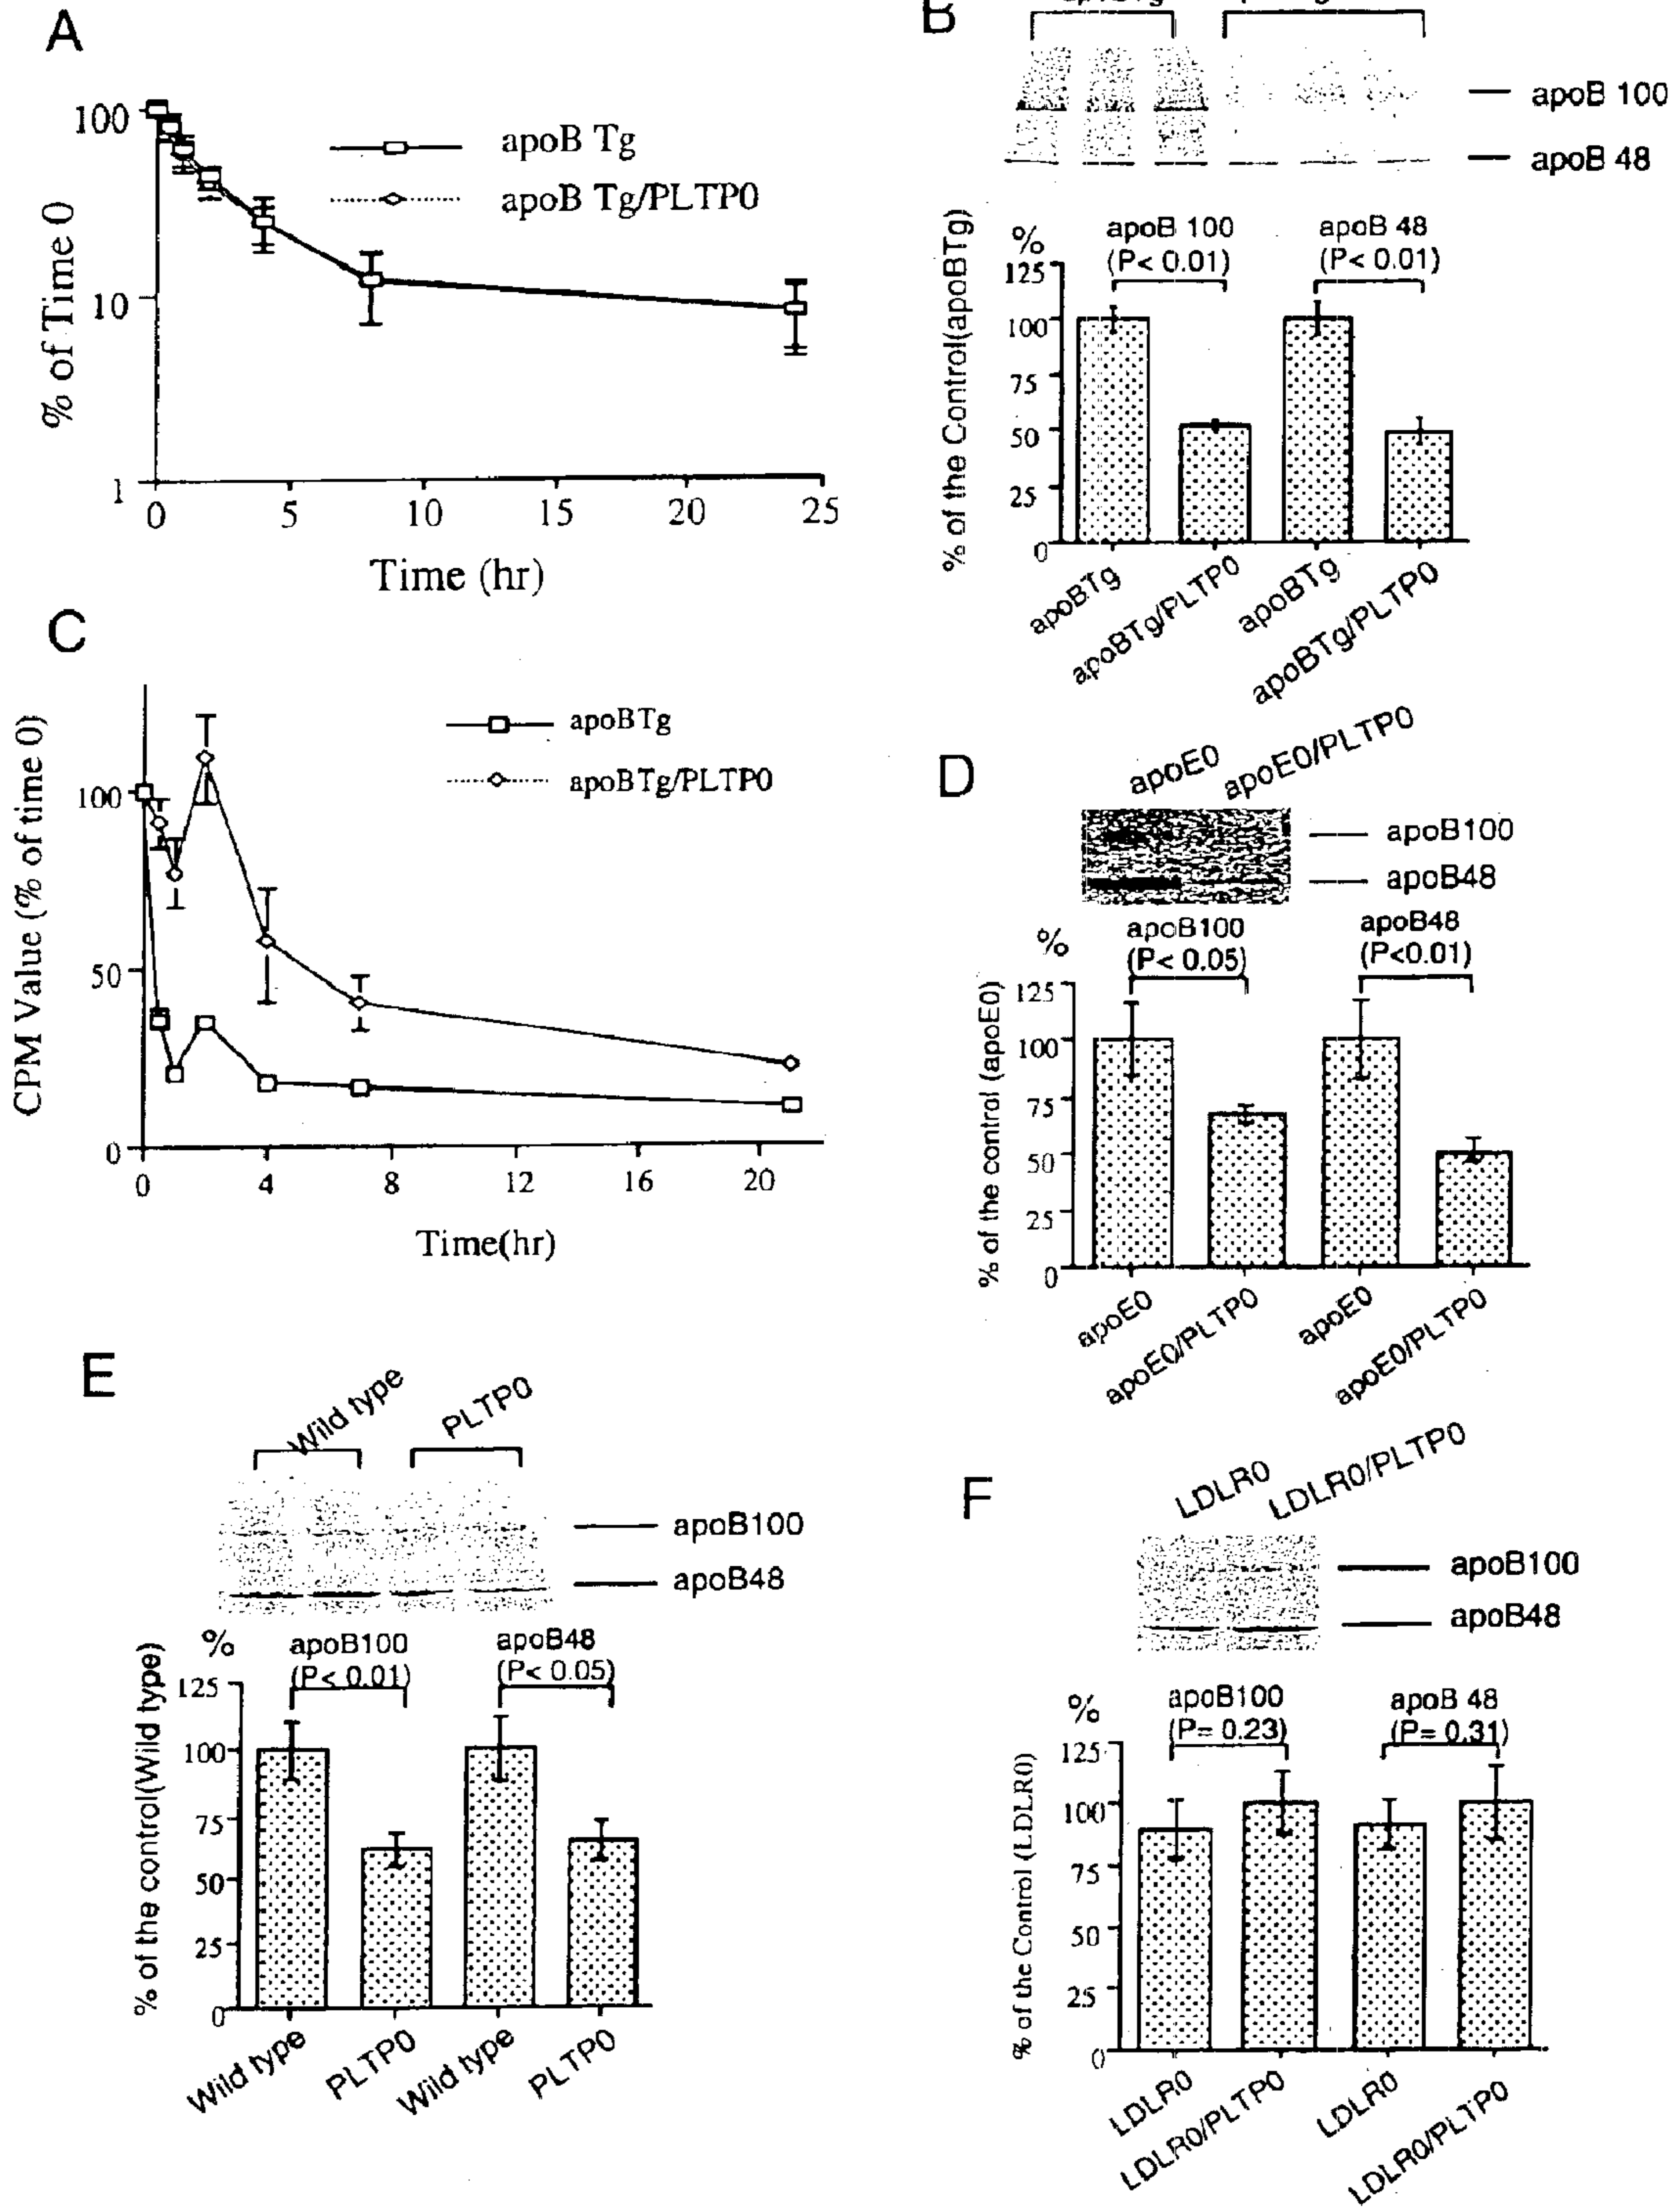 A
100
10
1
% of Time 0
apoB Tg
apoB Tg/PLTP0
0 5 10 15 20 25
Time (hr)
B
apoB 100
apoB 48
%
apoB 100
(P< 0.01)
apoB 48
(P< 0.01)
% of the Control(apoBTg)
125
100
75
50
25
0
apoBTg
apoBTg/PLTP0
apoBTg
apoBTg/PLTP0
C
CPM Value (% of time 0)
100
50
0
apoBTg
apoBTg/PLTP0
0 4 8 12 16 20
Time(hr)
D
apoE0
apoE0/PLTP0
apoB100
apoB48
%
apoB100
(P< 0.05)
apoB48
(P<0.01)
% of the control (apoE0)
125
100
75
50
25
0
apoE0
apoE0/PLTP0
apoE0
apoE0/PLTP0
E
Wild type
PLTP0
apoB100
apoB48
%
apoB100
(P< 0.01)
apoB48
(P< 0.05)
% of the control(Wild type)
125
100
75
50
25
0
Wild type
PLTP0
Wild type
PLTP0
F
LDLR0
LDLR0/PLTP0
apoB100
apoB48
%
apoB100
(P= 0.23)
apoB 48
(P= 0.31)
% of the Control (LDLR0)
125
100
75
50
25
0
LDLR0
LDLR0/PLTP0
LDLR0
LDLR0/PLTP0